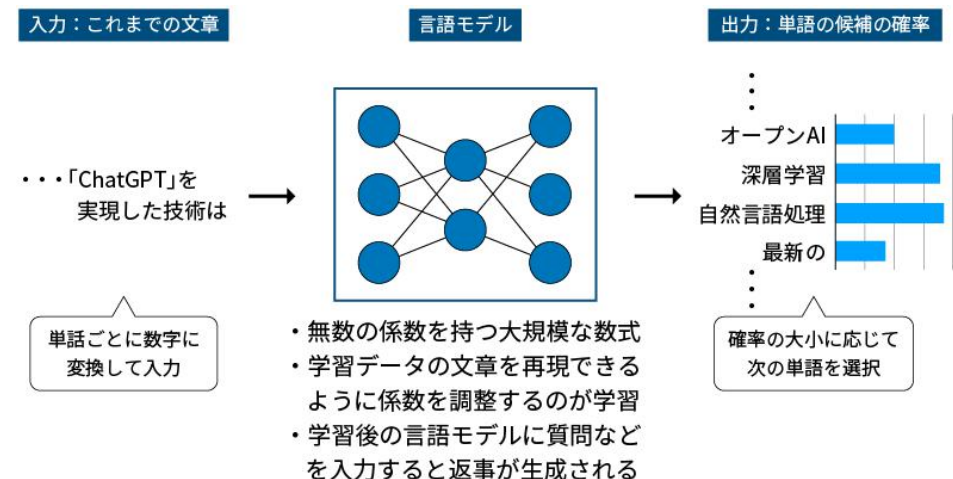 入力：これまでの文章
言語モデル
出力：単語の候補の確率
・・・「ChatGPT」を
実現した技術は
オープンAI
深層学習
自然言語処理
最新の
単話ごとに数字に
変換して入力
・無数の係数を持つ大規模な数式
・学習データの文章を再現できる
ように係数を調整するのが学習
・学習後の言語モデルに質問など
を入力すると返事が生成される
確率の大小に応じて
次の単語を選択